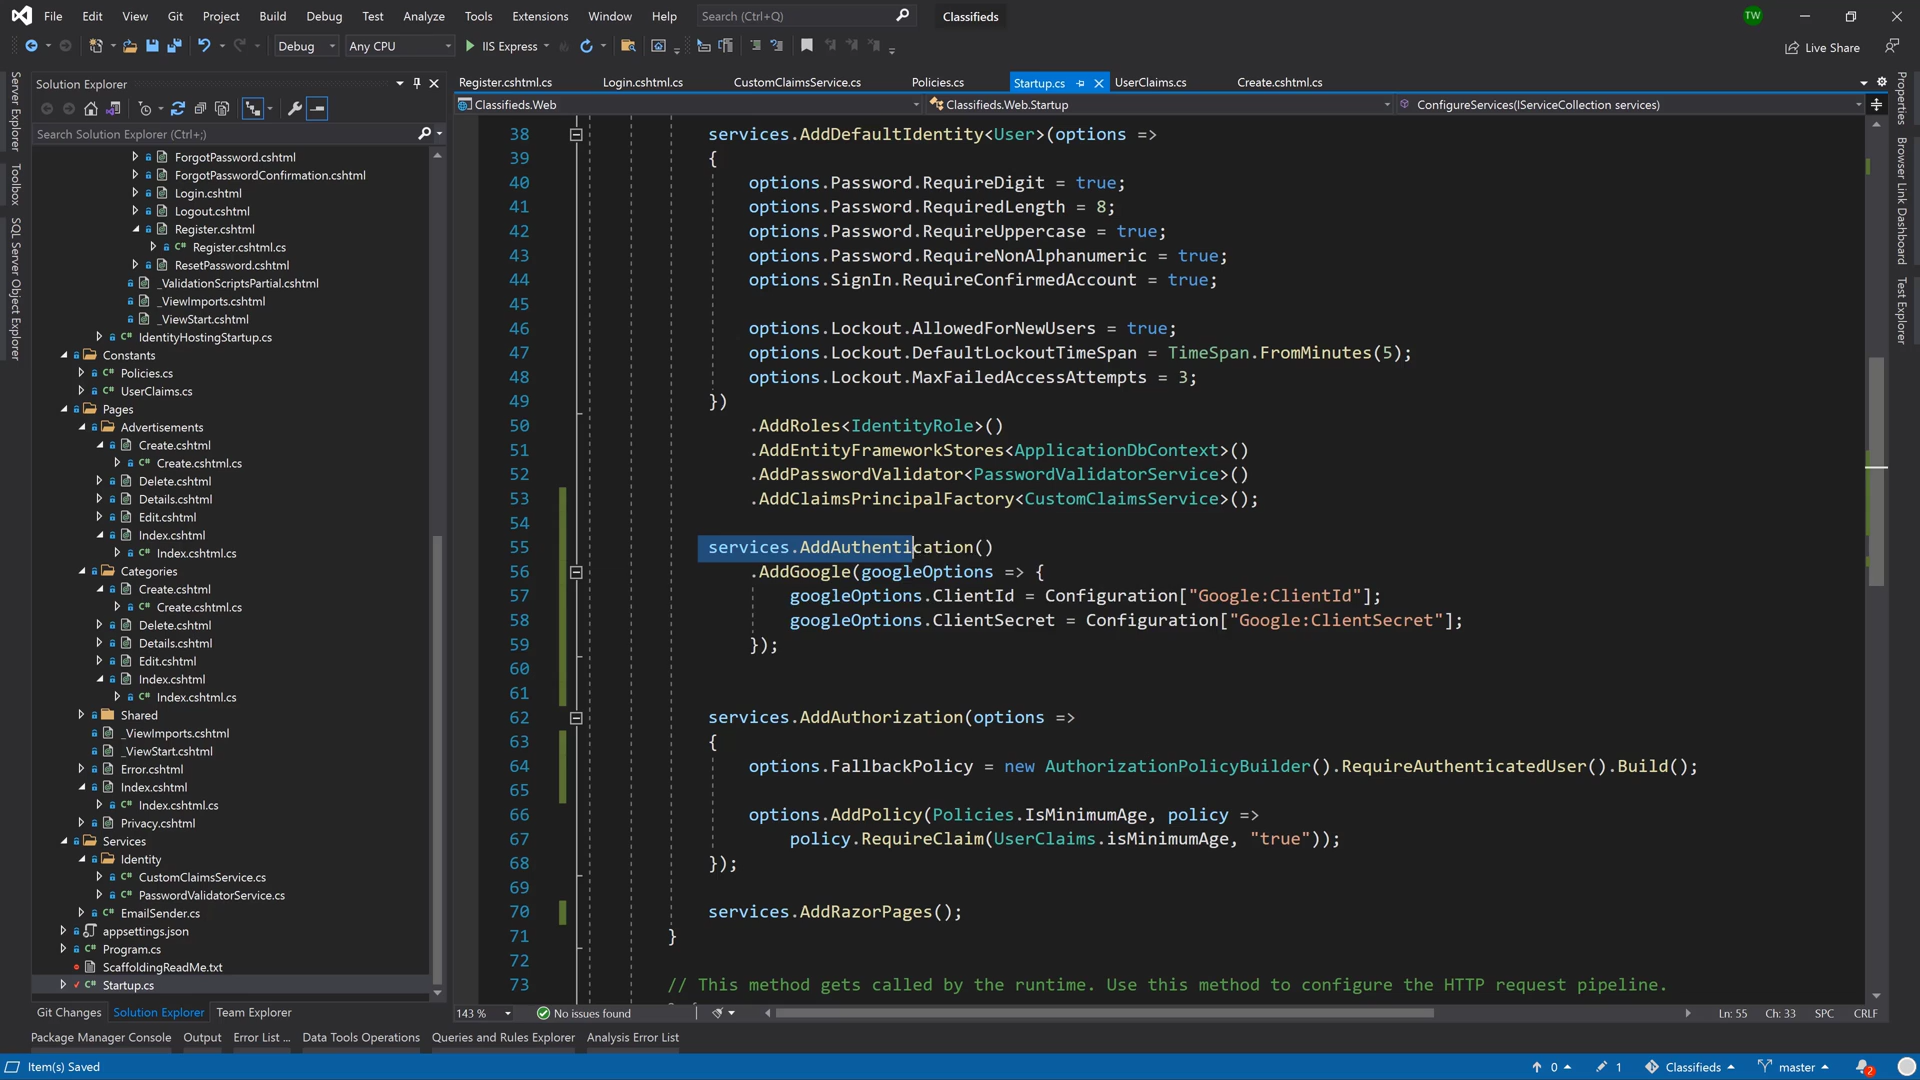 File Edit View Git Project Build Debug Test Analyze Tools Extensions Window Help Search (Ctrl+Q) Classifieds TW
Debug Any CPU IIS Express Live Share
Server Explorer
Toolbox
SQL Server Object Explorer
Solution Explorer
Search Solution Explorer (Ctrl+;)
ForgotPassword.cshtml
ForgotPasswordConfirmation.cshtml
Login.cshtml
Logout.cshtml
Register.cshtml
C# Register.cshtml.cs
ResetPassword.cshtml
_ValidationScriptsPartial.cshtml
_ViewImports.cshtml
_ViewStart.cshtml
C# IdentityHostingStartup.cs
Constants
C# Policies.cs
C# UserClaims.cs
Pages
Advertisements
Create.cshtml
C# Create.cshtml.cs
Delete.cshtml
Details.cshtml
Edit.cshtml
Index.cshtml
C# Index.cshtml.cs
Categories
Create.cshtml
C# Create.cshtml.cs
Delete.cshtml
Details.cshtml
Edit.cshtml
Index.cshtml
C# Index.cshtml.cs
Shared
_ViewImports.cshtml
_ViewStart.cshtml
Error.cshtml
Index.cshtml
C# Index.cshtml.cs
Privacy.cshtml
Services
Identity
C# CustomClaimsService.cs
C# PasswordValidatorService.cs
C# EmailSender.cs
appsettings.json
C# Program.cs
ScaffoldingReadMe.txt
C# Startup.cs
Git Changes Solution Explorer Team Explorer
Register.cshtml.cs Login.cshtml.cs CustomClaimsService.cs Policies.cs Startup.cs UserClaims.cs Create.cshtml.cs
Classifieds.Web Classifieds.Web.Startup ConfigureServices(IServiceCollection services)
38 services.AddDefaultIdentity<User>(options =>
39 {
40 options.Password.RequireDigit = true;
41 options.Password.RequiredLength = 8;
42 options.Password.RequireUppercase = true;
43 options.Password.RequireNonAlphanumeric = true;
44 options.SignIn.RequireConfirmedAccount = true;
45
46 options.Lockout.AllowedForNewUsers = true;
47 options.Lockout.DefaultLockoutTimeSpan = TimeSpan.FromMinutes(5);
48 options.Lockout.MaxFailedAccessAttempts = 3;
49 })
50 .AddRoles<IdentityRole>()
51 .AddEntityFrameworkStores<ApplicationDbContext>()
52 .AddPasswordValidator<PasswordValidatorService>()
53 .AddClaimsPrincipalFactory<CustomClaimsService>();
54
55 services.AddAuthentication()
56 .AddGoogle(googleOptions => {
57 googleOptions.ClientId = Configuration["Google:ClientId"];
58 googleOptions.ClientSecret = Configuration["Google:ClientSecret"];
59 });
60
61
62 services.AddAuthorization(options =>
63 {
64 options.FallbackPolicy = new AuthorizationPolicyBuilder().RequireAuthenticatedUser().Build();
65
66 options.AddPolicy(Policies.IsMinimumAge, policy =>
67 policy.RequireClaim(UserClaims.isMinimumAge, "true"));
68 });
69
70 services.AddRazorPages();
71 }
72
73 // This method gets called by the runtime. Use this method to configure the HTTP request pipeline.
143 % No issues found Ln: 55 Ch: 33 SPC CRLF
Properties
Browser Link Dashboard
Test Explorer
Package Manager Console Output Error List ... Data Tools Operations Queries and Rules Explorer Analysis Error List
Item(s) Saved 0 1 Classifieds master 2